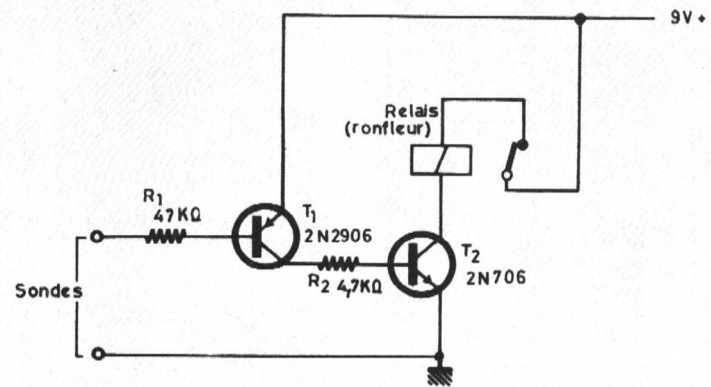 9V +
Relais
(ronfleur)
R1
47KΩ
T1
2N2906
T2
2N706
R2 4,7KΩ
Sondes